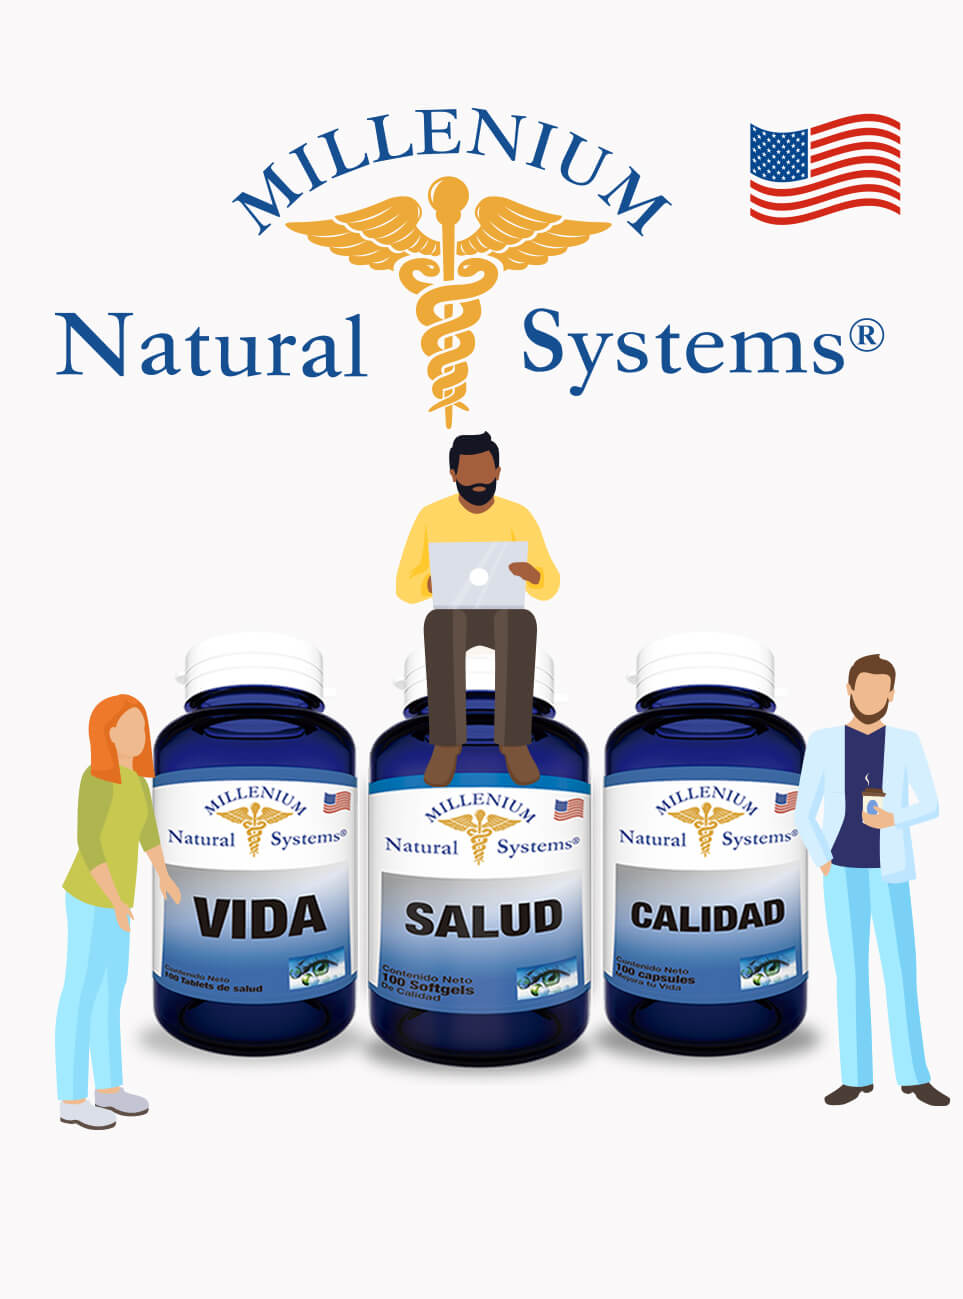 MILLENIUM
Natural Systems®
MILLENIUM
Natural Systems®
VIDA
Contenido Neto
100 Tablets de salud
MILLENIUM
Natural Systems®
SALUD
Contenido Neto
100 Softgels
De Calidad
MILLENIUM
Natural Systems®
CALIDAD
Contenido Neto
100 capsules
Mejora tu Vida